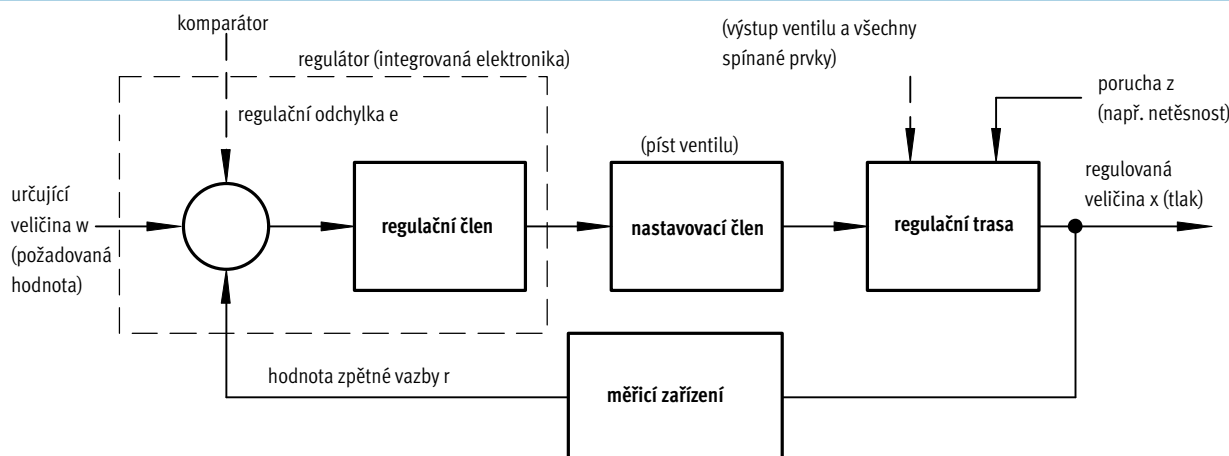 komparátor
regulátor (integrovaná elektronika)
regulační odchylka e
(výstup ventilu a všechny
spínané prvky)
porucha z
(např. netěsnost)
určující
veličina w
(požadovaná
hodnota)
regulační člen
(píst ventilu)
nastavovací člen
regulační trasa
regulovaná
veličina x (tlak)
hodnota zpětné vazby r
měřicí zařízení